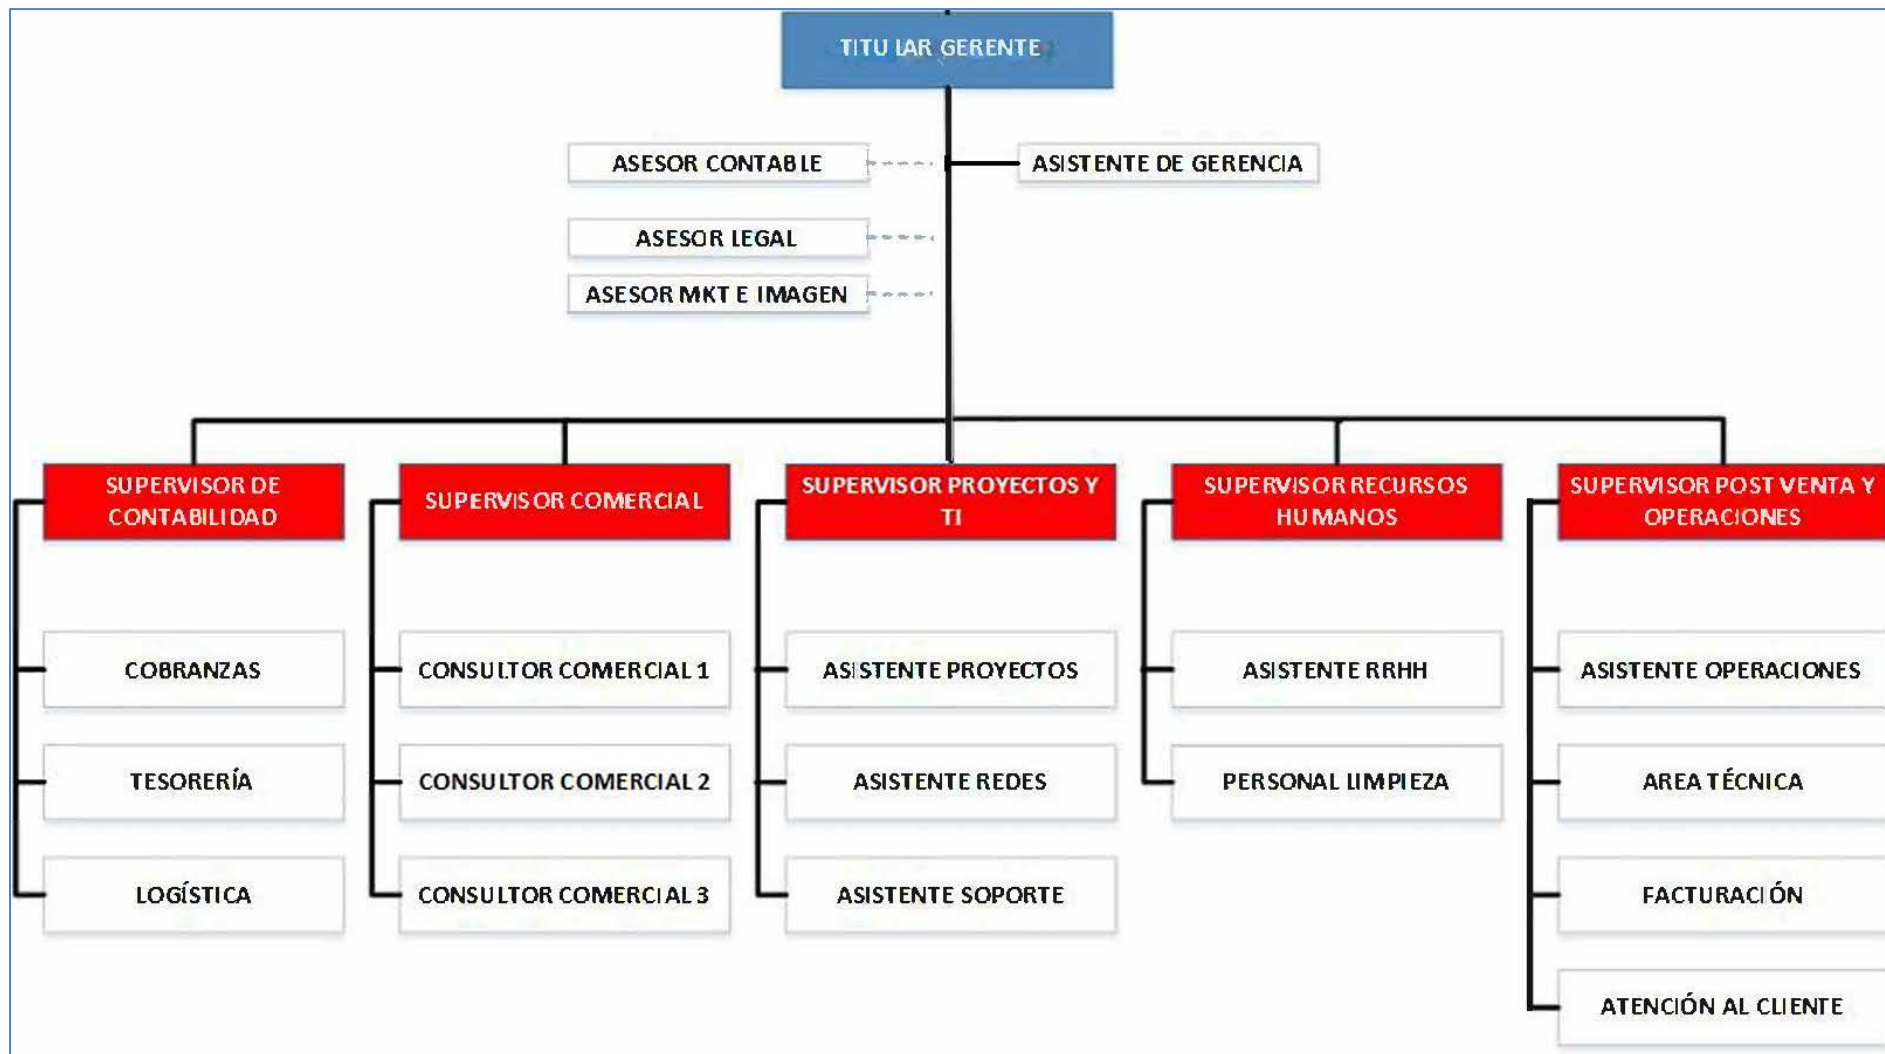 TITULAR GERENTE
ASESOR CONTABLE
ASISTENTE DE GERENCIA
ASESOR LEGAL
ASESOR MKT E IMAGEN
SUPERVISOR DE
CONTABILIDAD
SUPERVISOR COMERCIAL
SUPERVISOR PROYECTOS Y
TI
SUPERVISOR RECURSOS
HUMANOS
SUPERVISOR POST VENTA Y
OPERACIONES
COBRANZAS
CONSULTOR COMERCIAL 1
ASISTENTE PROYECTOS
ASISTENTE RRHH
ASISTENTE OPERACIONES
TESORERÍA
CONSULTOR COMERCIAL 2
ASISTENTE REDES
PERSONAL LIMPIEZA
AREA TÉCNICA
LOGÍSTICA
CONSULTOR COMERCIAL 3
ASISTENTE SOPORTE
FACTURACIÓN
ATENCIÓN AL CLIENTE